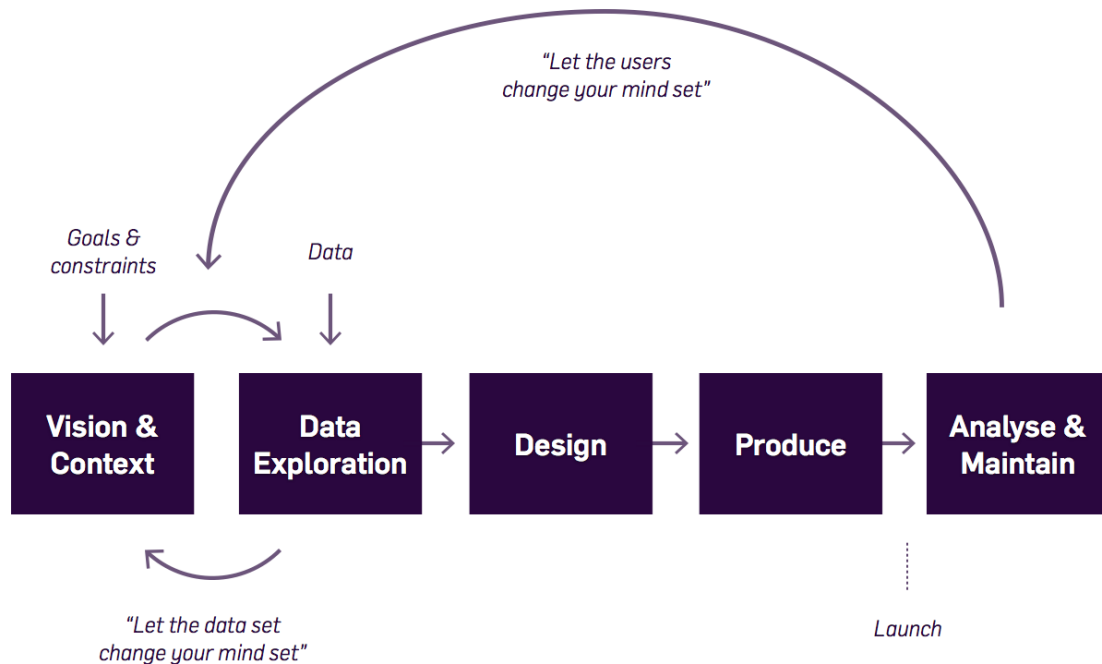 “Let the users
change your mind set”
Goals &
constraints
Data
Vision &
Context
Data
Exploration
Design
Produce
Analyse &
Maintain
“Let the data set
change your mind set”
Launch